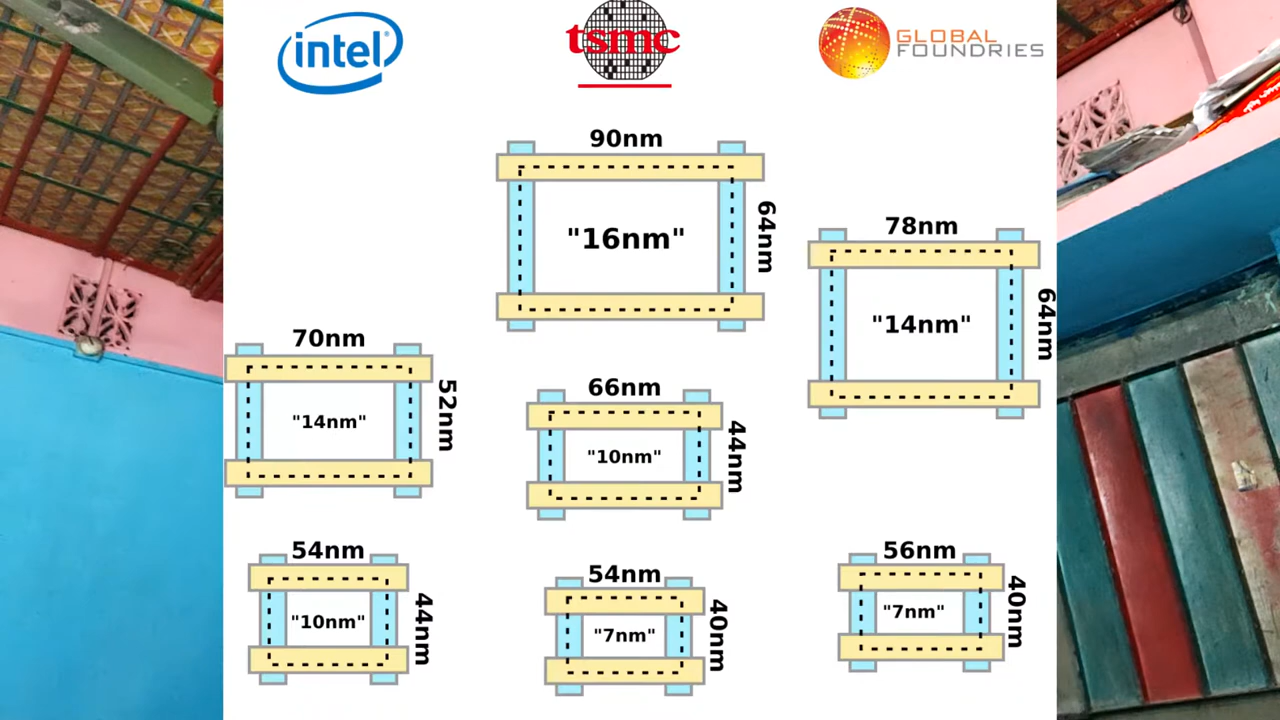 intel
tsmc
GLOBAL
FOUNDRIES
90nm
"16nm"
64nm
78nm
"14nm"
64nm
70nm
"14nm"
52nm
66nm
"10nm"
44nm
54nm
"10nm"
44nm
54nm
"7nm"
40nm
56nm
"7nm"
40nm